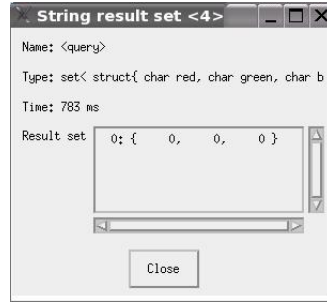 String result set <4>
Name: <query>
Type: set< struct{ char red, char green, char b
Time: 783 ms
Result set
0: { 0, 0, 0 }
Close